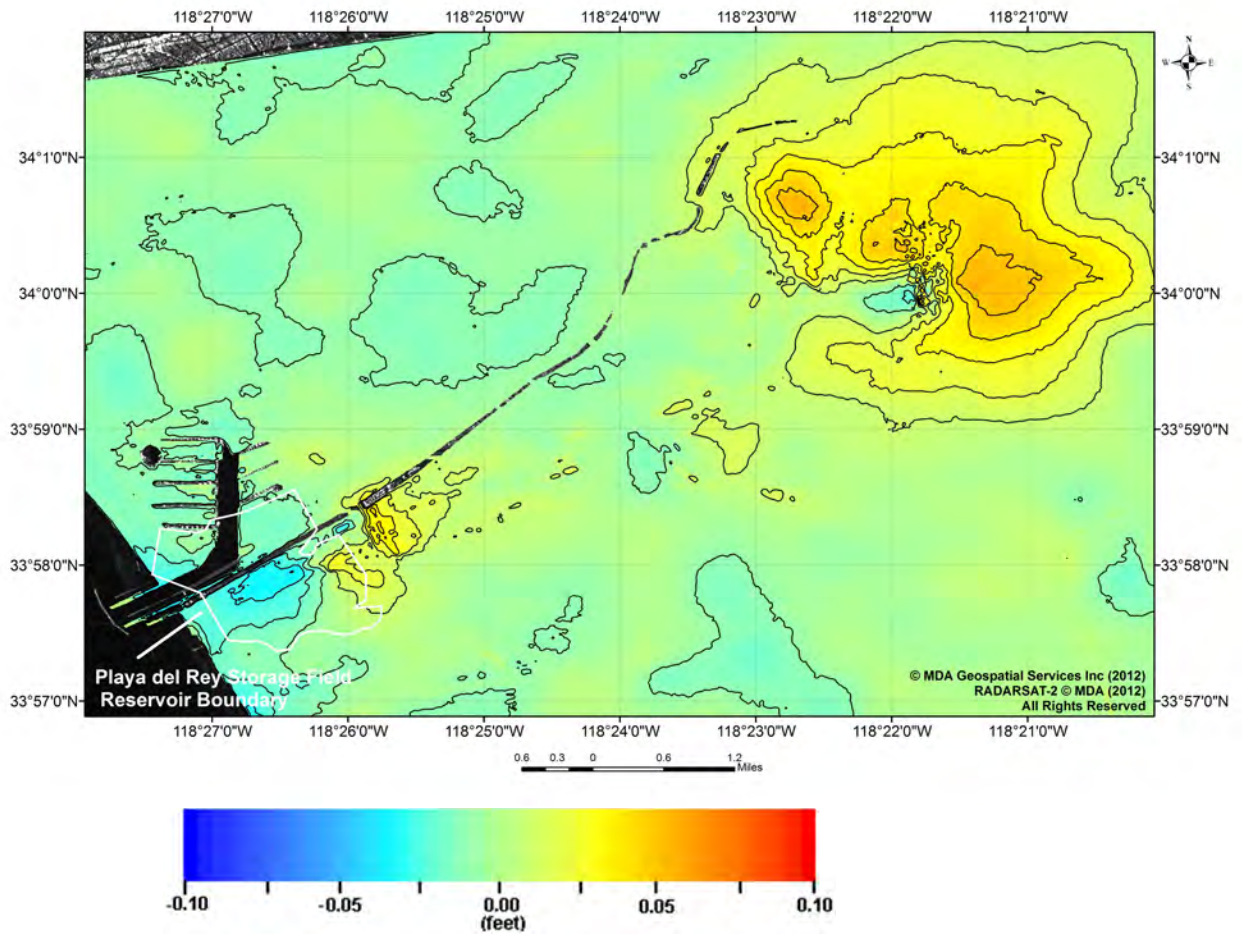 118°27'0"W 118°26'0"W 118°25'0"W 118°24'0"W 118°23'0"W 118°22'0"W 118°21'0"W
N
W E
S
34°1'0"N 34°1'0"N
34°0'0"N 34°0'0"N
33°59'0"N 33°59'0"N
33°58'0"N 33°58'0"N
33°57'0"N 33°57'0"N
Playa del Rey Storage Field
Reservoir Boundary
© MDA Geospatial Services Inc (2012)
RADARSAT-2 © MDA (2012)
All Rights Reserved
118°27'0"W 118°26'0"W 118°25'0"W 118°24'0"W 118°23'0"W 118°22'0"W 118°21'0"W
0.6 0.3 0 0.6 1.2
Miles
-0.10 -0.05 0.00 0.05 0.10
(feet)